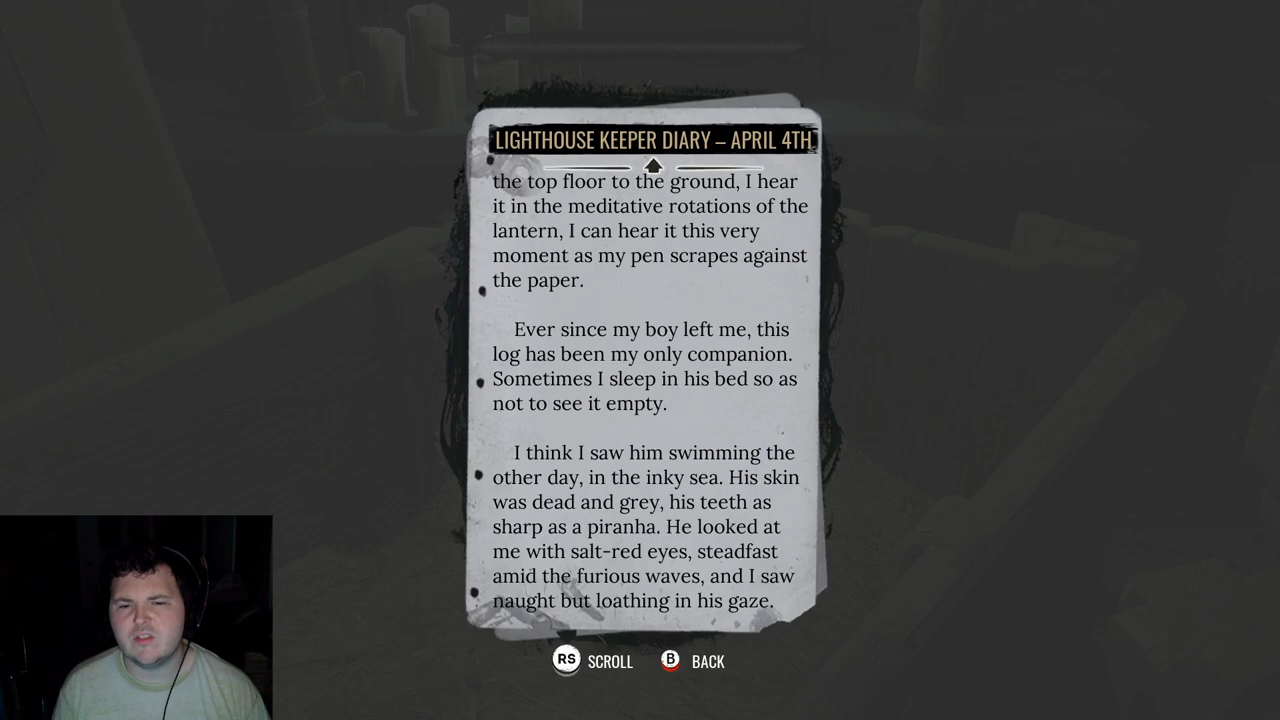 LIGHTHOUSE KEEPER DIARY – APRIL 4TH
the top floor to the ground, I hear
it in the meditative rotations of the
lantern, I can hear it this very
moment as my pen scrapes against
the paper.
Ever since my boy left me, this
log has been my only companion.
Sometimes I sleep in his bed so as
not to see it empty.
I think I saw him swimming the
other day, in the inky sea. His skin
was dead and grey, his teeth as
sharp as a piranha. He looked at
me with salt-red eyes, steadfast
amid the furious waves, and I saw
naught but loathing in his gaze.
RS SCROLL B BACK